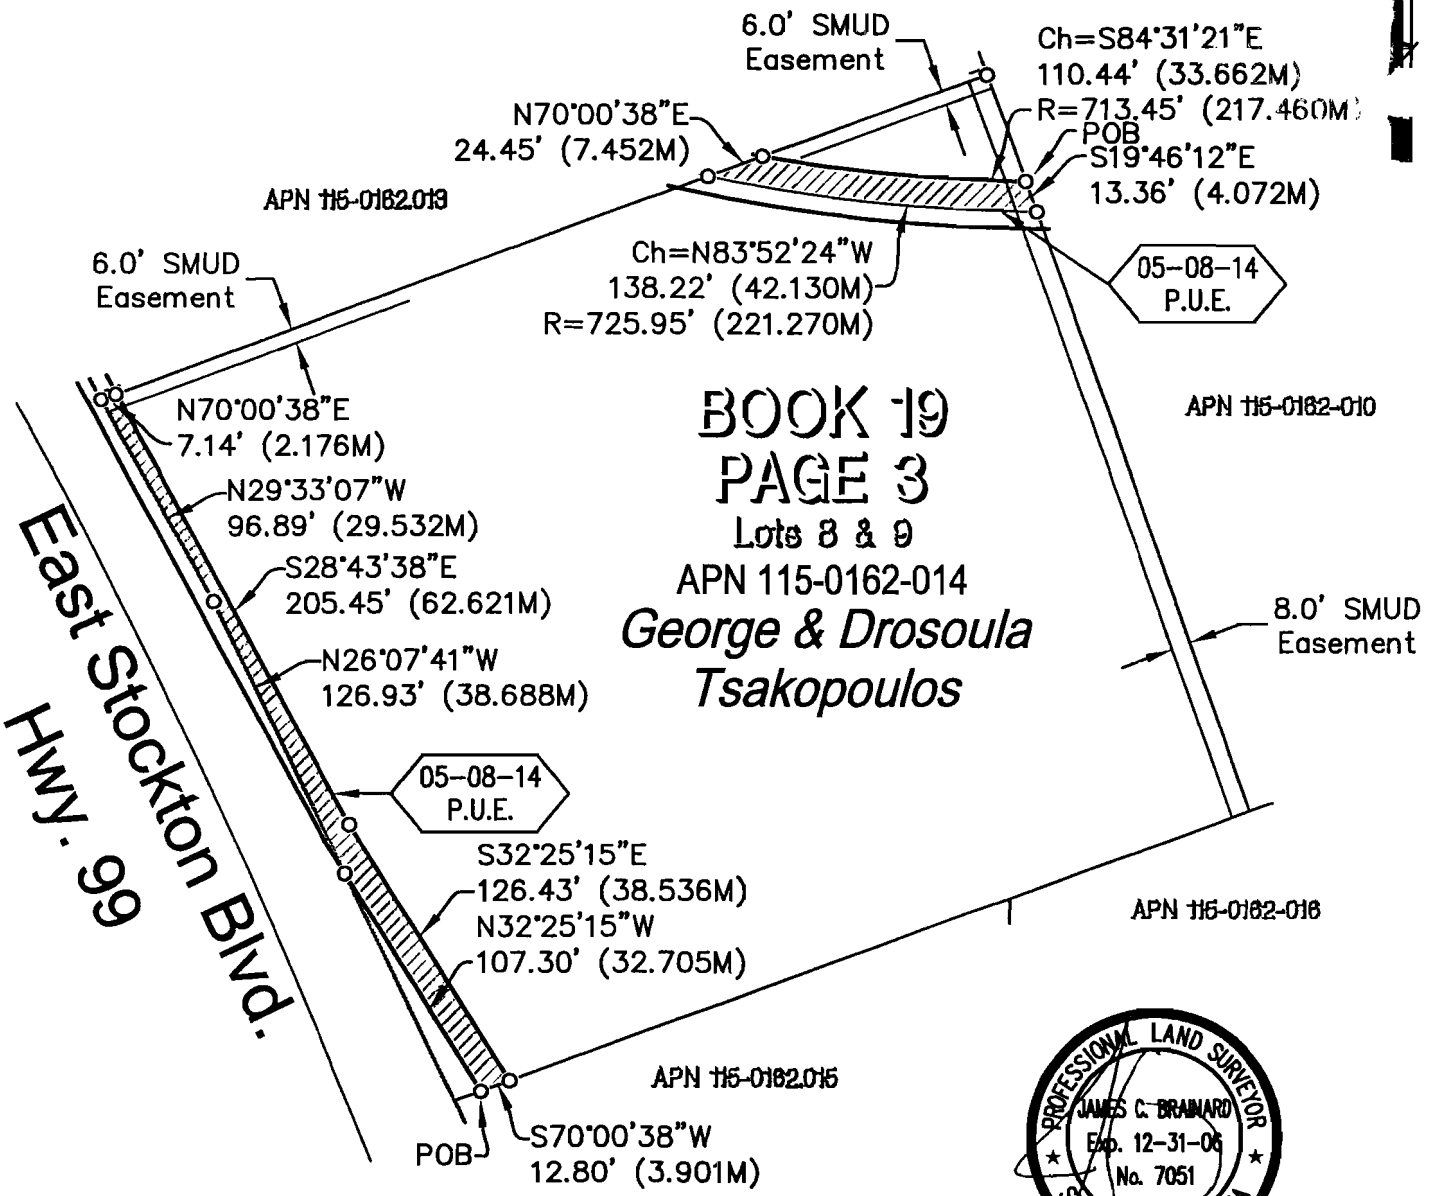 6.0' SMUD
Easement
Ch=S84°31'21"E
110.44' (33.662M)
R=713.45' (217.460M)
POB
S19°46'12"E
13.36' (4.072M)
N70°00'38"E
24.45' (7.452M)
APN 115-0162.013
6.0' SMUD
Easement
Ch=N83°52'24"W
138.22' (42.130M)
R=725.95' (221.270M)
05-08-14
P.U.E.
N70°00'38"E
7.14' (2.176M)
BOOK 19
PAGE 3
Lots 8 & 9
APN 115-0162-014
George & Drosoula
Tsakopoulos
APN 115-0162-010
N29°33'07"W
96.89' (29.532M)
S28°43'38"E
205.45' (62.621M)
N26°07'41"W
126.93' (38.688M)
8.0' SMUD
Easement
East Stockton Blvd.
Hwy. 99
05-08-14
P.U.E.
S32°25'15"E
126.43' (38.536M)
N32°25'15"W
107.30' (32.705M)
APN 115-0162-016
APN 115-0162.015
POB
S70°00'38"W
12.80' (3.901M)
PROFESSIONAL LAND SURVEYOR
JAMES C. BRAINARD
Exp. 12-31-06
No. 7051